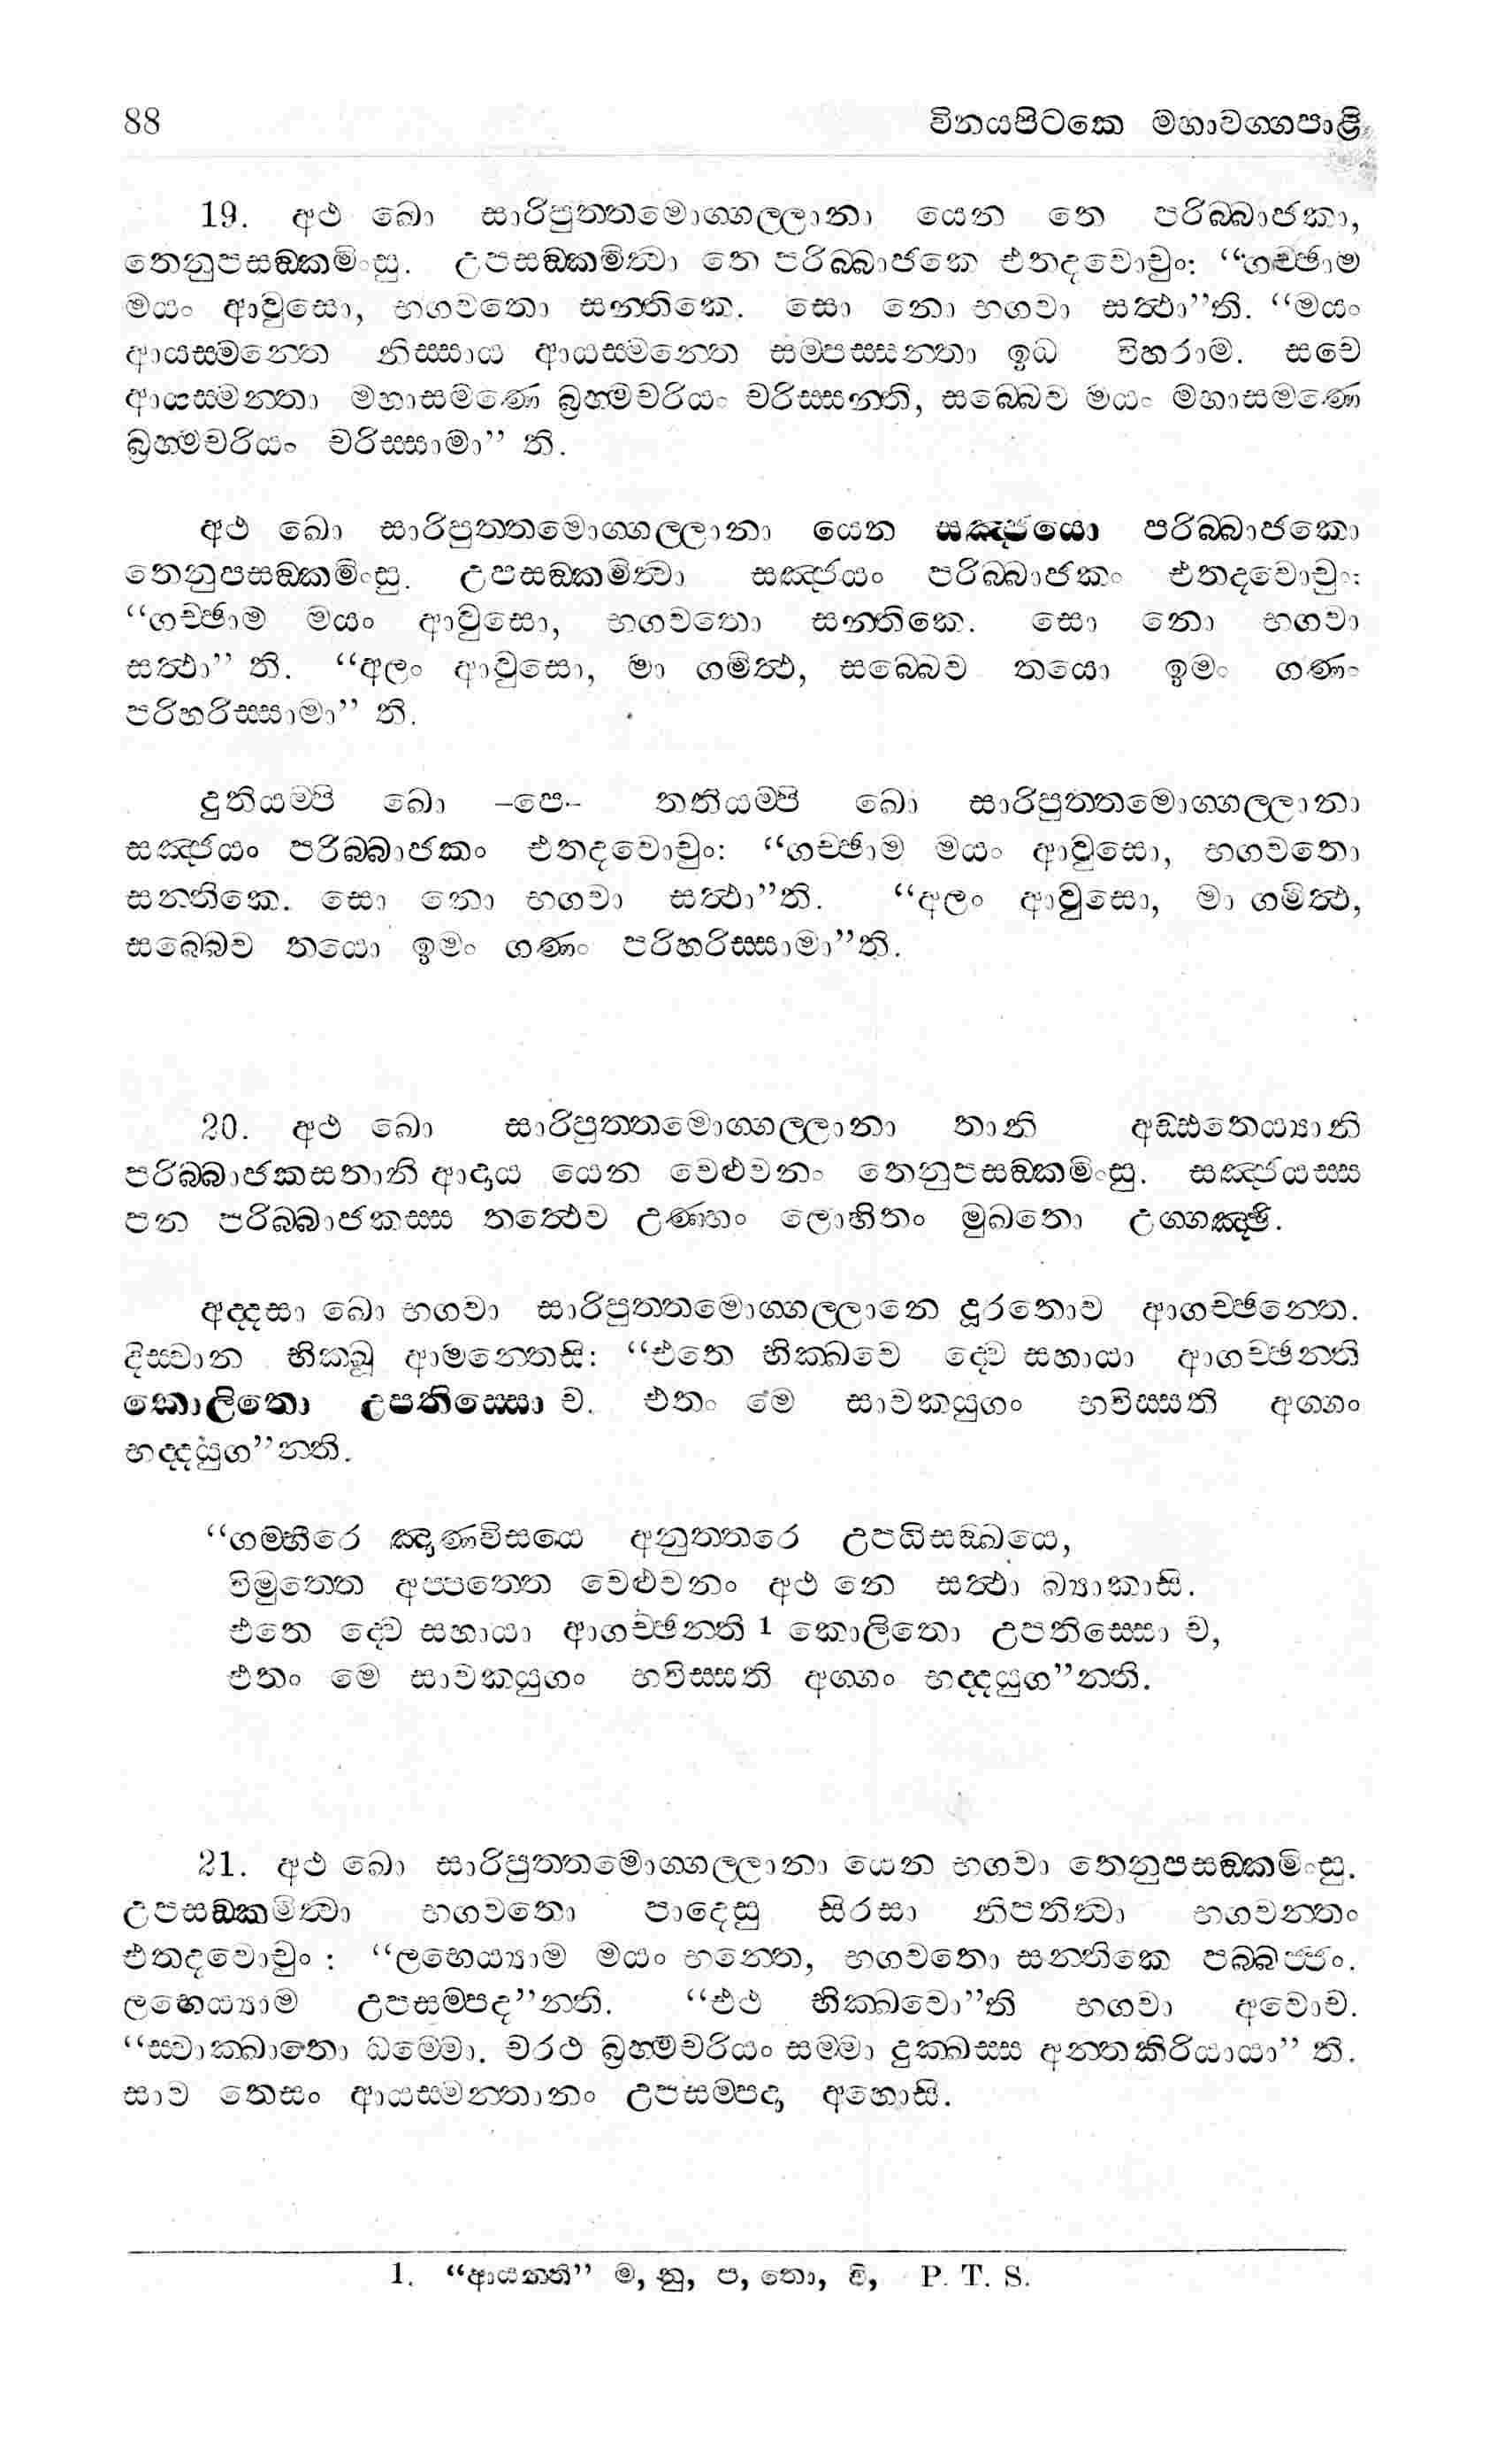 88 විනයපිටකෙ මහාවග්ගපාළි
19. අථ ඛො සාරිපුත්තමොග්ගල්ලානා යෙන තෙ පරිබ්බාජකා,
තෙනුපසඞ්කමිංසු. උපසඞ්කමිත්වා තෙ පරිබ්බාජකෙ එතදවොචුං: “ගච්ඡාම
මයං ආවුසො, භගවතො සන්තිකෙ. සො නො භගවා සත්ථා”ති. “මයං
ආයස්මන්තෙ නිස්සාය ආයස්මන්තෙ සම්පස්සන්තා ඉධ විහරාම. සචෙ
ආයස්මන්තා මහාසමණෙ බ්‍රහ්මචරියං චරිස්සන්ති, සබ්බෙව මයං මහාසමණෙ
බ්‍රහ්මචරියං චරිස්සාමා” ති.
අථ ඛො සාරිපුත්තමොග්ගල්ලානා යෙන සඤ්ජයො පරිබ්බාජකො
තෙනුපසඞ්කමිංසු. උපසඞ්කමිත්වා සඤ්ජයං පරිබ්බාජකං එතදවොචුං:
“ගච්ඡාම මයං ආවුසො, භගවතො සන්තිකෙ. සො නො භගවා
සත්ථා” ති. “අලං ආවුසො, මා ගමිත්ථ, සබ්බෙව තයො ඉමං ගණං
පරිහරිස්සාමා” ති.
දුතියම්පි ඛො –පෙ– තතියම්පි ඛො සාරිපුත්තමොග්ගල්ලානා
සඤ්ජයං පරිබ්බාජකං එතදවොචුං: “ගච්ඡාම මයං ආවුසො, භගවතො
සන්තිකෙ. සො නො භගවා සත්ථා”ති. “අලං ආවුසො, මා ගමිත්ථ,
සබ්බෙව තයො ඉමං ගණං පරිහරිස්සාමා”ති.
20. අථ ඛො සාරිපුත්තමොග්ගල්ලානා තානි අඩ්ඪතෙය්‍යානි
පරිබ්බාජකසතානි ආදාය යෙන වෙළුවනං තෙනුපසඞ්කමිංසු. සඤ්ජයස්ස
පන පරිබ්බාජකස්ස තත්ථෙව උණ්හං ලොහිතං මුඛතො උග්ගඤ්ඡි.
අද්දසා ඛො භගවා සාරිපුත්තමොග්ගල්ලානෙ දූරතොව ආගච්ඡන්තෙ.
දිස්වාන භික්ඛූ ආමන්තෙසි: “එතෙ භික්ඛවෙ ද්වෙ සහායා ආගච්ඡන්ති
කොලිතො උපතිස්සො ච. එතං මෙ සාවකයුගං භවිස්සති අග්ගං
භද්දයුග”න්ති.
“ගම්භීරෙ ඤාණවිසයෙ අනුත්තරෙ උපධිසඞ්ඛයෙ,
විමුත්තෙ අප්පත්තෙ වෙළුවනං අථ නෙ සත්ථා බ්‍යාකාසි.
එතෙ ද්වෙ සහායා ආගච්ඡන්ති 1 කොලිතො උපතිස්සො ච,
එතං මෙ සාවකයුගං භවිස්සති අග්ගං භද්දයුග”න්ති.
21. අථ ඛො සාරිපුත්තමොග්ගල්ලානා යෙන භගවා තෙනුපසඞ්කමිංසු.
උපසඞ්කමිත්වා භගවතො පාදෙසු සිරසා නිපතිත්වා භගවන්තං
එතදවොචුං : “ලභෙය්‍යාම මයං භන්තෙ, භගවතො සන්තිකෙ පබ්බජ්ජං.
ලභෙය්‍යාම උපසම්පද”න්ති. “එථ භික්ඛවො”ති භගවා අවොච.
“ස්වාක්ඛාතො ධම්මො. චරථ බ්‍රහ්මචරියං සම්මා දුක්ඛස්ස අන්තකිරියායා” ති.
සාව තෙසං ආයස්මන්තානං උපසම්පදා අහොසි.
1. “ආයන්ති” ම, නු, ප, තො, වි, P. T. S.